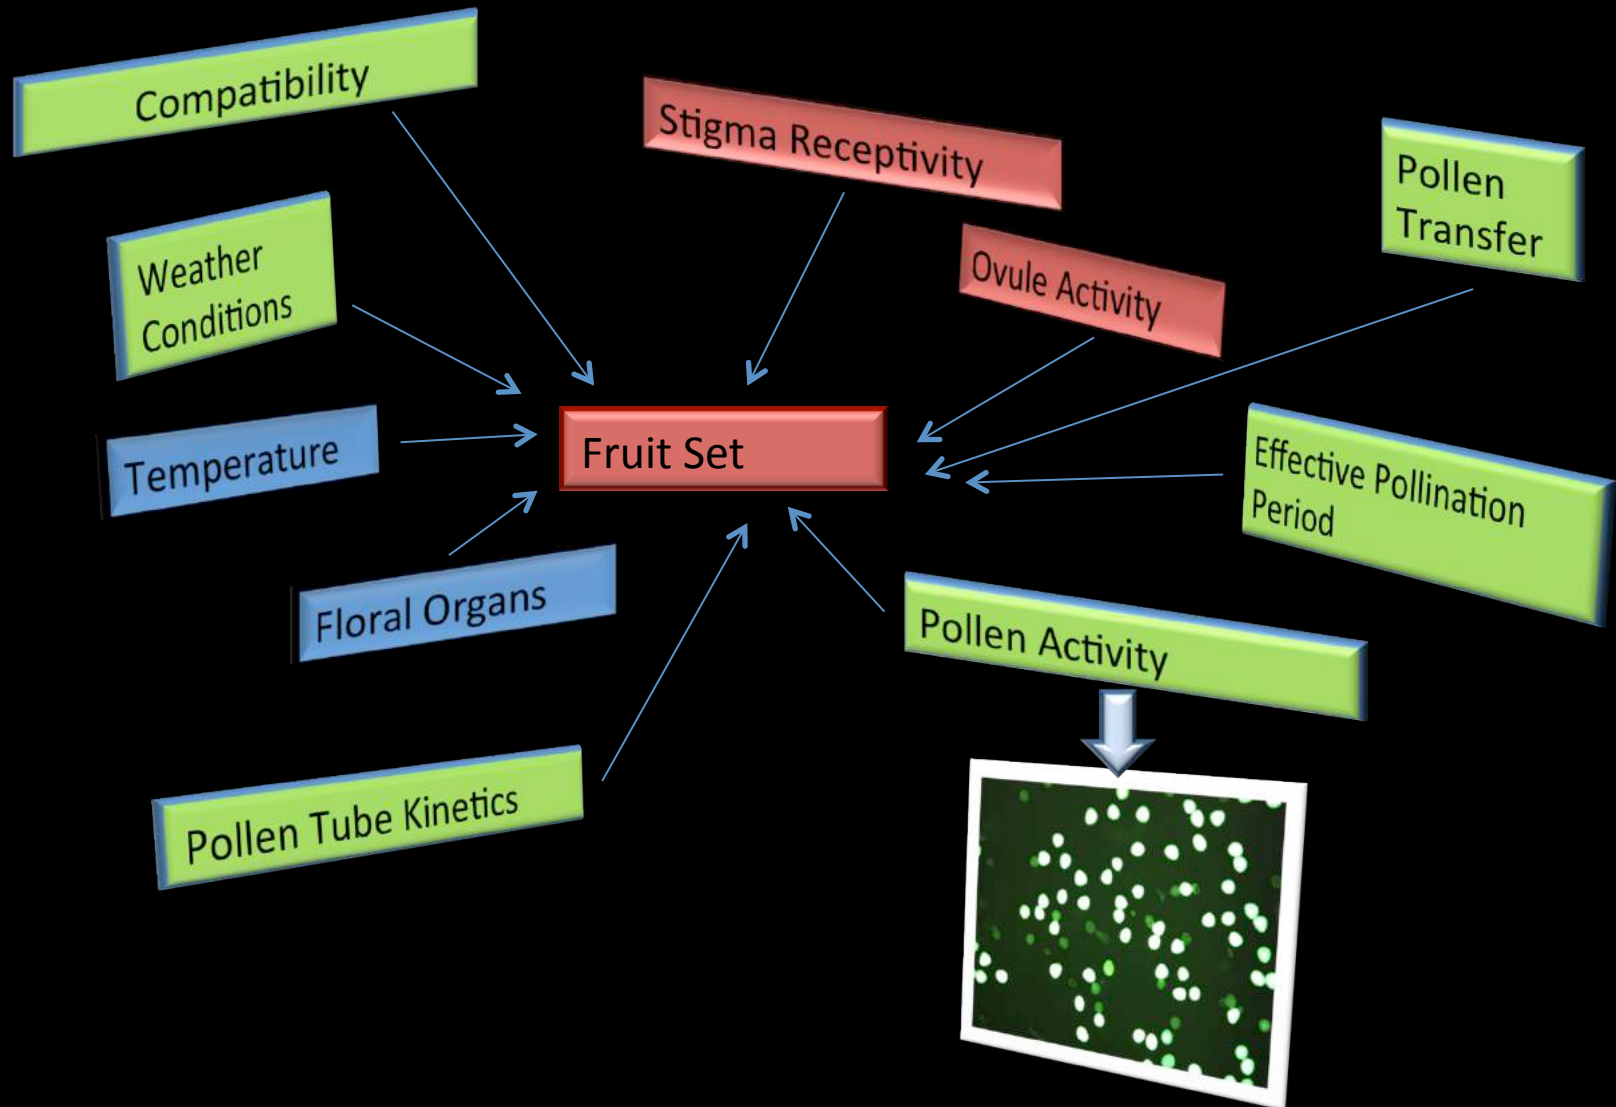 Compatibility
Stigma Receptivity
Pollen
Transfer
Weather
Conditions
Ovule Activity
Temperature
Fruit Set
Effective Pollination
Period
Floral Organs
Pollen Activity
Pollen Tube Kinetics